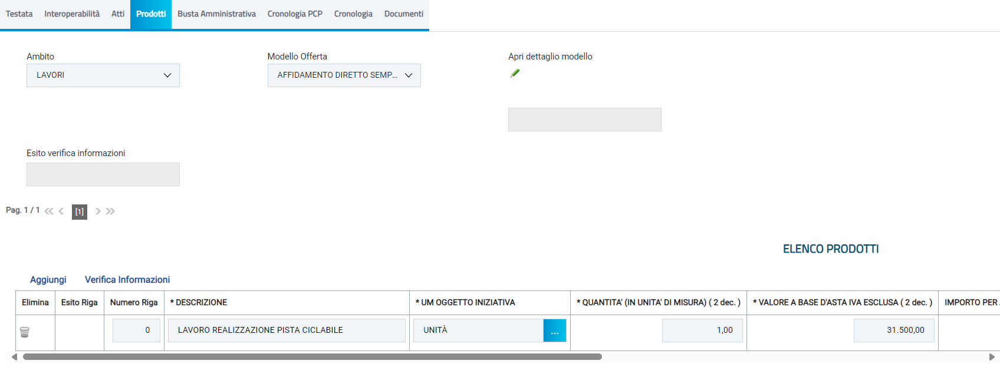 Testata Interoperabilità Atti Prodotti Busta Amministrativa Cronologia PCP Cronologia Documenti
Ambito Modello Offerta Apri dettaglio modello
LAVORI AFFIDAMENTO DIRETTO SEMP...
Esito verifica informazioni
Pag. 1 / 1 [1]
ELENCO PRODOTTI
Aggiungi Verifica Informazioni
Elimina Esito Riga Numero Riga * DESCRIZIONE * UM OGGETTO INIZIATIVA * QUANTITA' (IN UNITA' DI MISURA) ( 2 dec. ) * VALORE A BASE D'ASTA IVA ESCLUSA ( 2 dec. ) IMPORTO PER
0 LAVORO REALIZZAZIONE PISTA CICLABILE UNITÀ ... 1,00 31.500,00